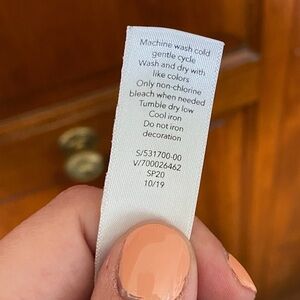 Machine wash cold
gentle cycle
Wash and dry with
like colors
Only non-chlorine
bleach when needed
Tumble dry low
Cool iron
Do not iron
decoration
S/531700-00
V/700026462
SP20
10/19